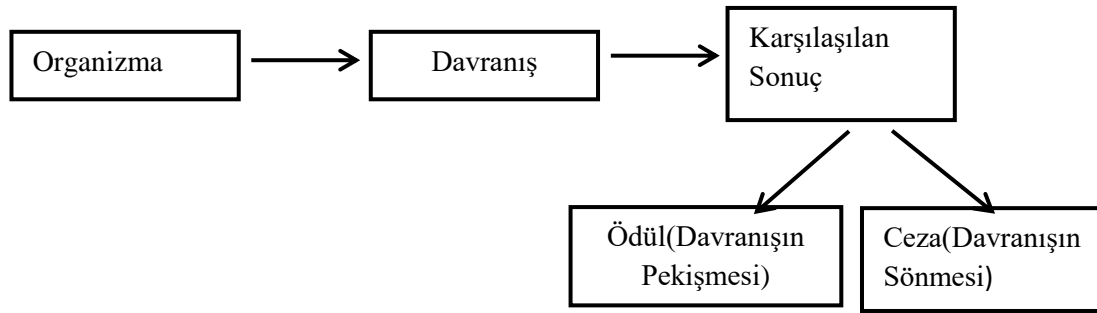 Organizma
Davranış
Karşılaşılan
Sonuç
Ödül(Davranışın
Pekişmesi)
Ceza(Davranışın
Sönmesi)